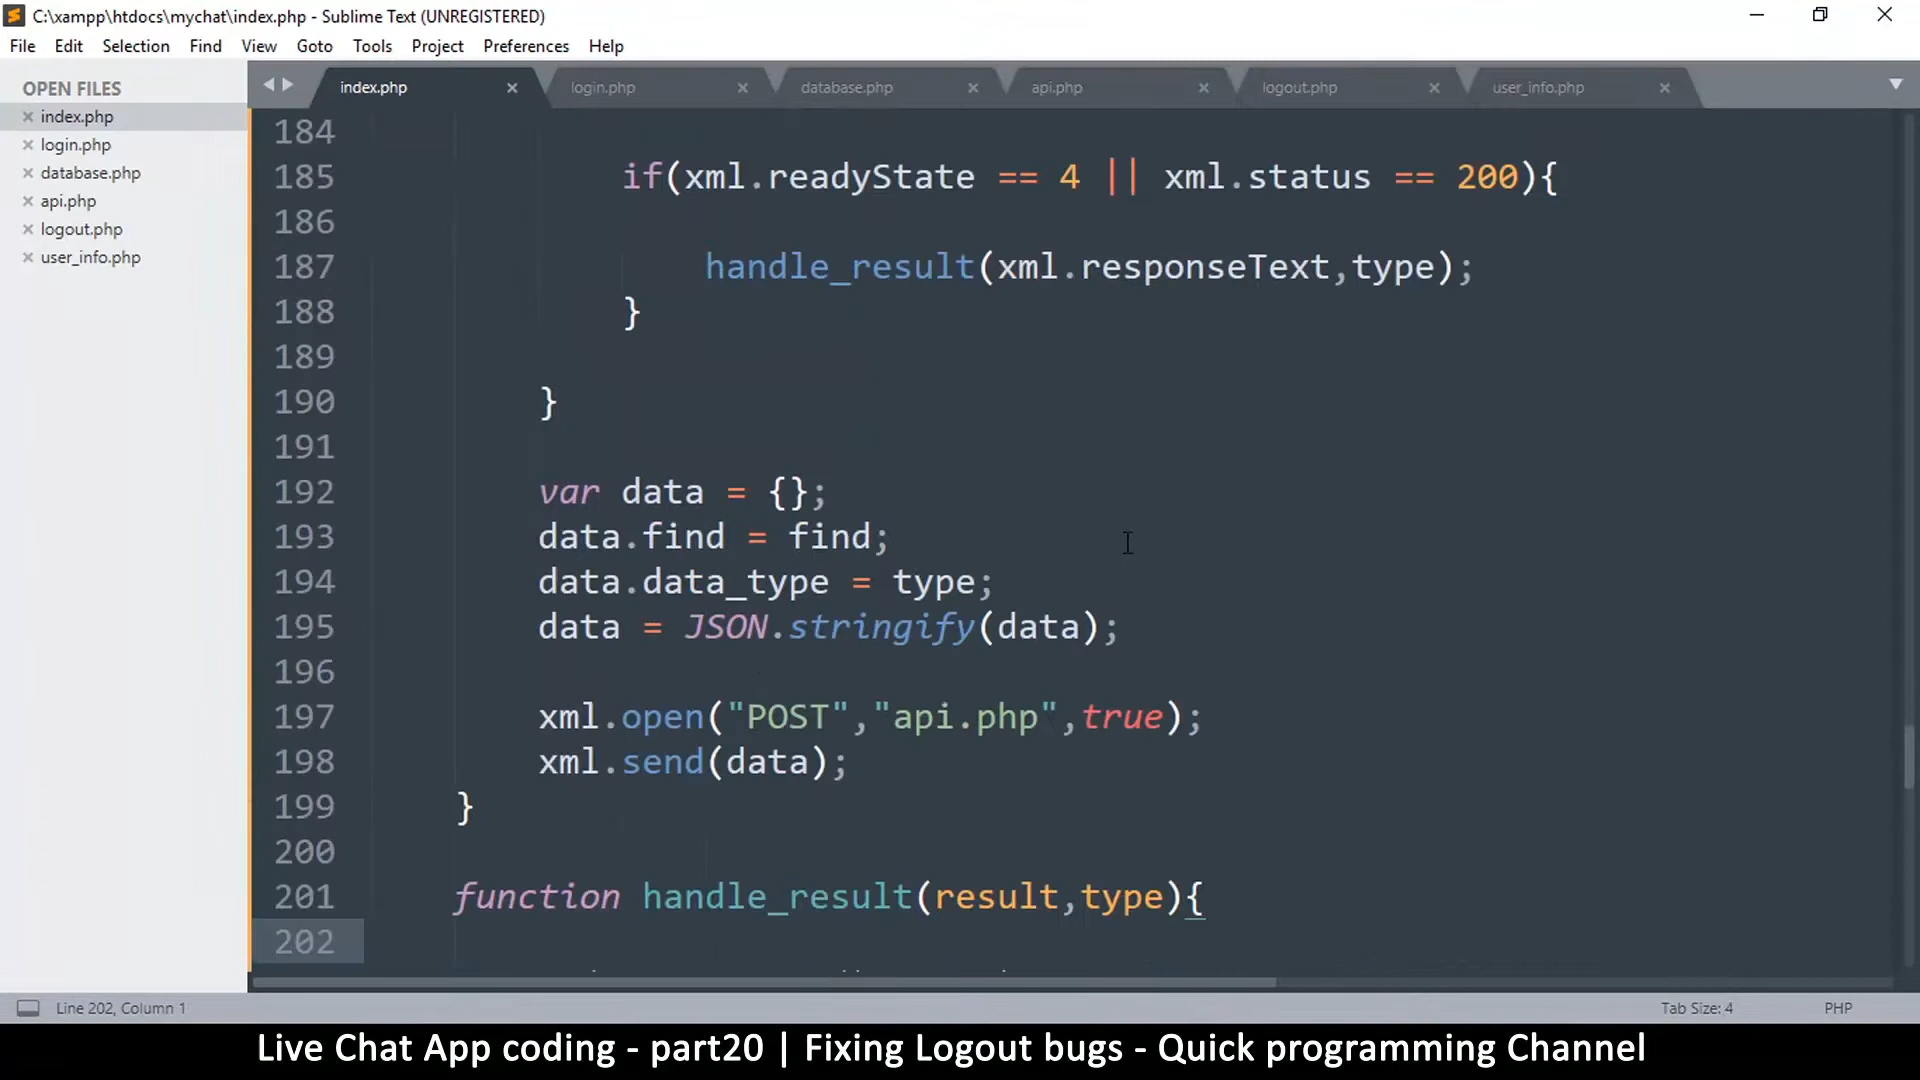 C:\xampp\htdocs\mychat\index.php - Sublime Text (UNREGISTERED)
File Edit Selection Find View Goto Tools Project Preferences Help
OPEN FILES
index.php
login.php
database.php
api.php
logout.php
user_info.php
index.php login.php database.php api.php logout.php user_info.php
184
185 if(xml.readyState == 4 || xml.status == 200){
186
187 handle_result(xml.responseText,type);
188 }
189
190 }
191
192 var data = {};
193 data.find = find;
194 data.data_type = type;
195 data = JSON.stringify(data);
196
197 xml.open("POST","api.php",true);
198 xml.send(data);
199 }
200
201 function handle_result(result,type){
202
Line 202, Column 1 Tab Size: 4 PHP
Live Chat App coding - part20 | Fixing Logout bugs - Quick programming Channel